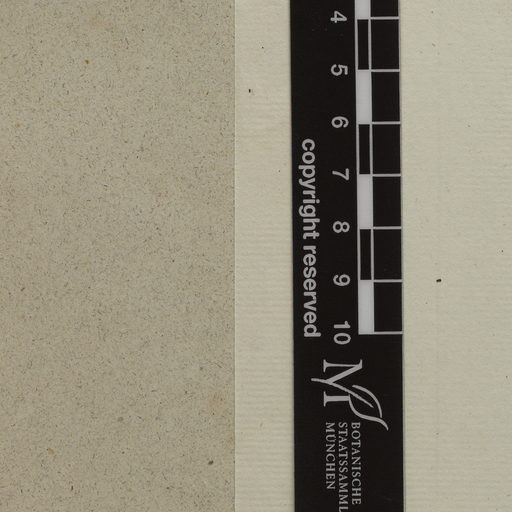 4
5
6
7
8
9
10
copyright reserved
BOTANISCHE
STAATSSAMML
MÜNCHEN